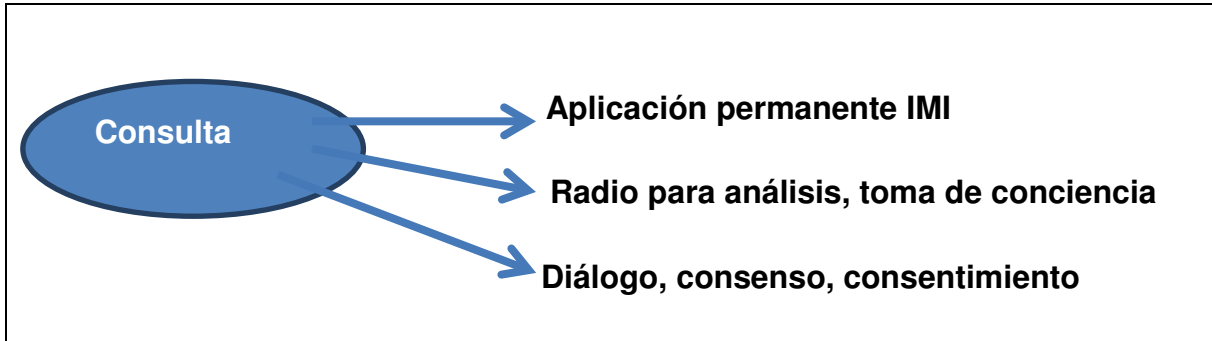 Consulta
Aplicación permanente IMI
Radio para análisis, toma de conciencia
Diálogo, consenso, consentimiento